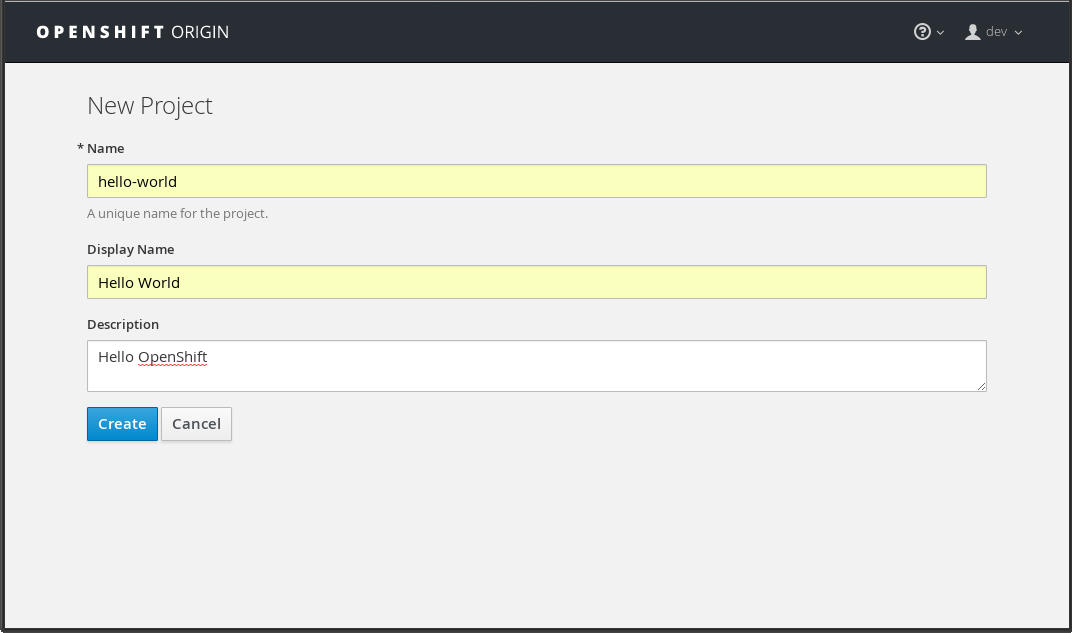 OPENSHIFT ORIGIN
dev
New Project
* Name
hello-world
A unique name for the project.
Display Name
Hello World
Description
Hello OpenShift
Create Cancel